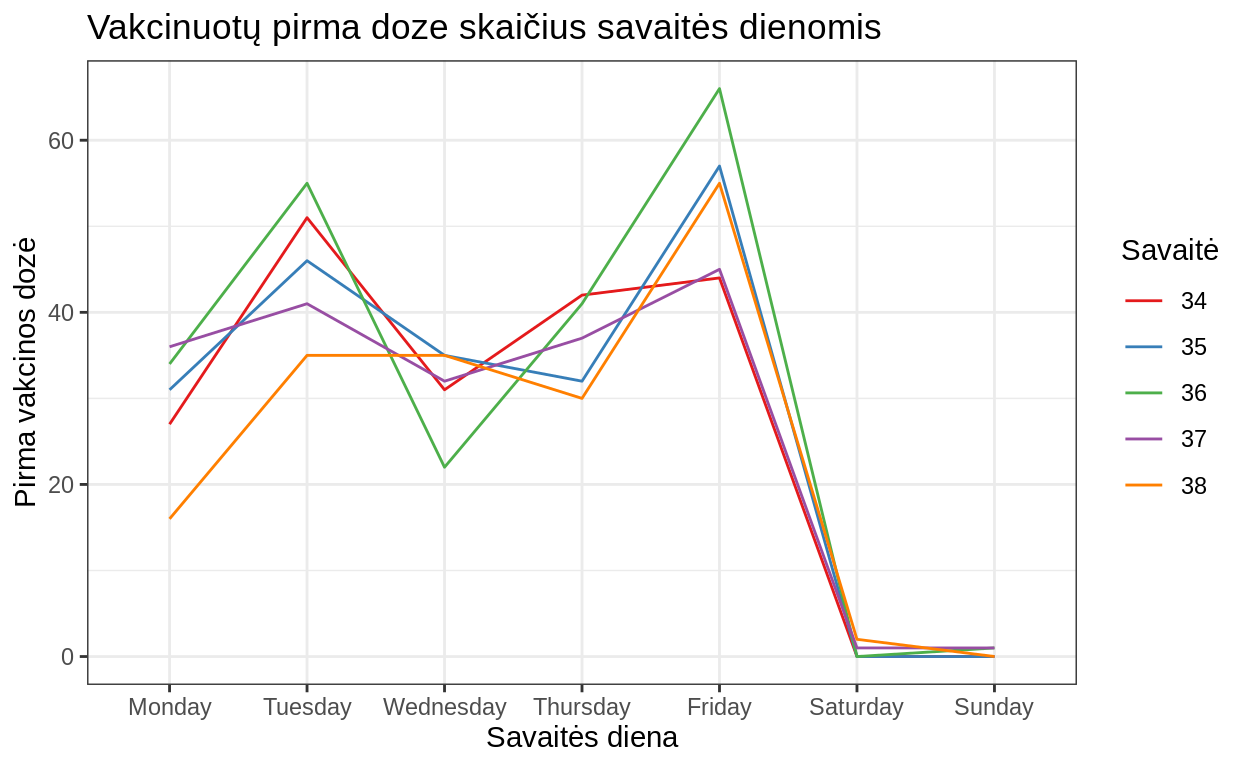 Vakcinuotų pirma doze skaičius savaitės dienomis
Pirma vakcinos dozė
60
40
20
0
Monday Tuesday Wednesday Thursday Friday Saturday Sunday
Savaitės diena
Savaitė
34
35
36
37
38